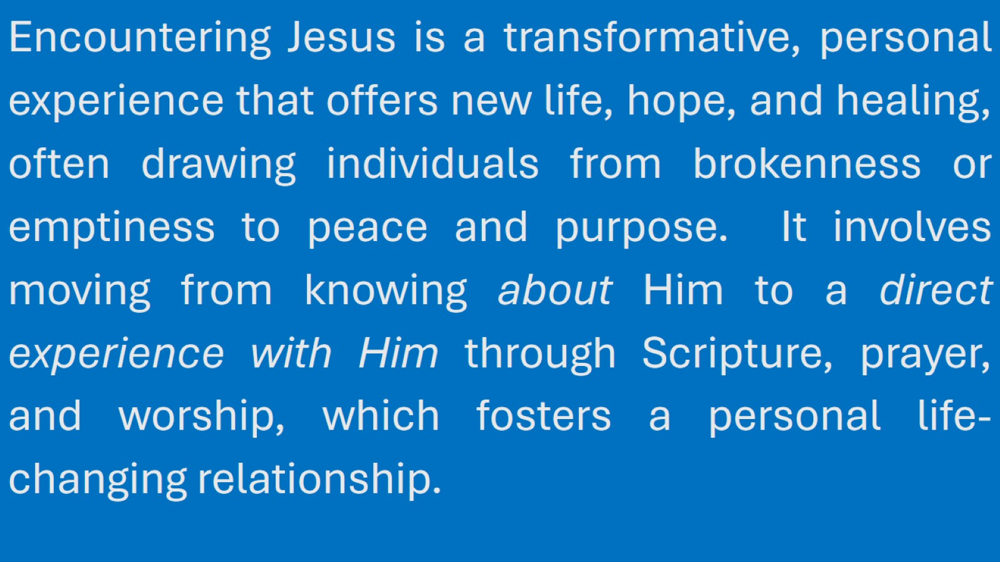 Encountering Jesus is a transformative, personal
experience that offers new life, hope, and healing,
often drawing individuals from brokenness or
emptiness to peace and purpose.  It involves
moving from knowing about Him to a direct
experience with Him through Scripture, prayer,
and worship, which fosters a personal life-
changing relationship.